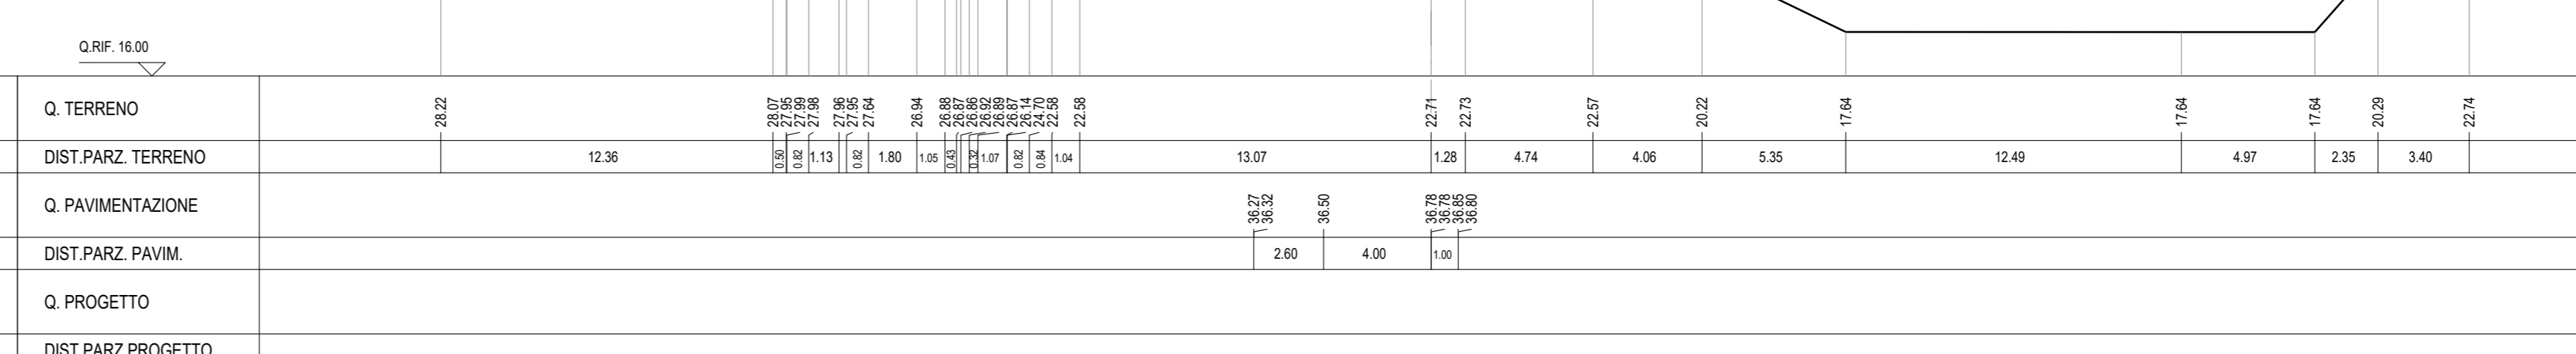 Q.RIF. 16.00
Q. TERRENO 28.22 28.07 27.95 27.99 27.98 27.96 27.95 27.64 26.94 26.88 26.87 26.86 26.92 26.89 26.87 26.14 24.70 22.58 22.58 22.71 22.73 22.57 20.22 17.64 17.64 17.64 20.29 22.74
DIST.PARZ. TERRENO 12.36 0.50 0.82 1.13 0.82 1.80 1.05 0.43 0.32 1.07 0.82 0.84 1.04 13.07 1.28 4.74 4.06 5.35 12.49 4.97 2.35 3.40
Q. PAVIMENTAZIONE 36.27 36.32 36.50 36.78 36.78 36.85 36.80
DIST.PARZ. PAVIM. 2.60 4.00 1.00
Q. PROGETTO
DIST.PARZ.PROGETTO